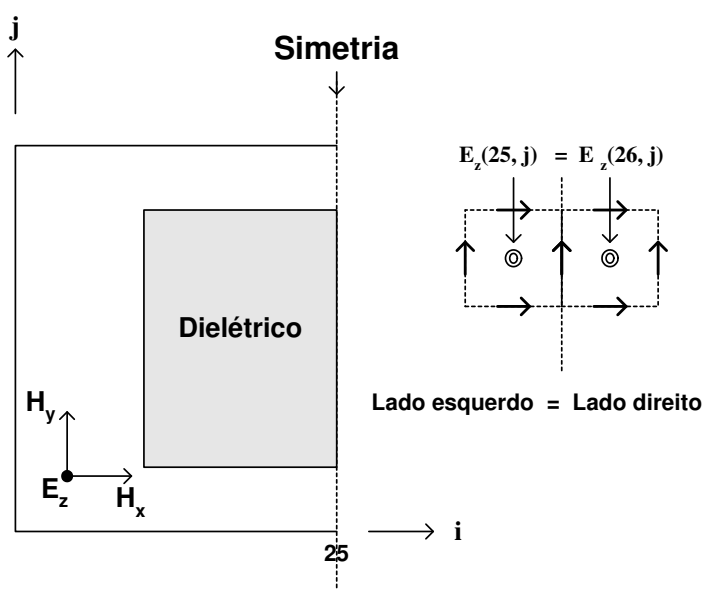 j
Simetria
E_z(25, j) = E_z(26, j)
Dielétrico
Lado esquerdo = Lado direito
H_y
E_z
H_x
i
25